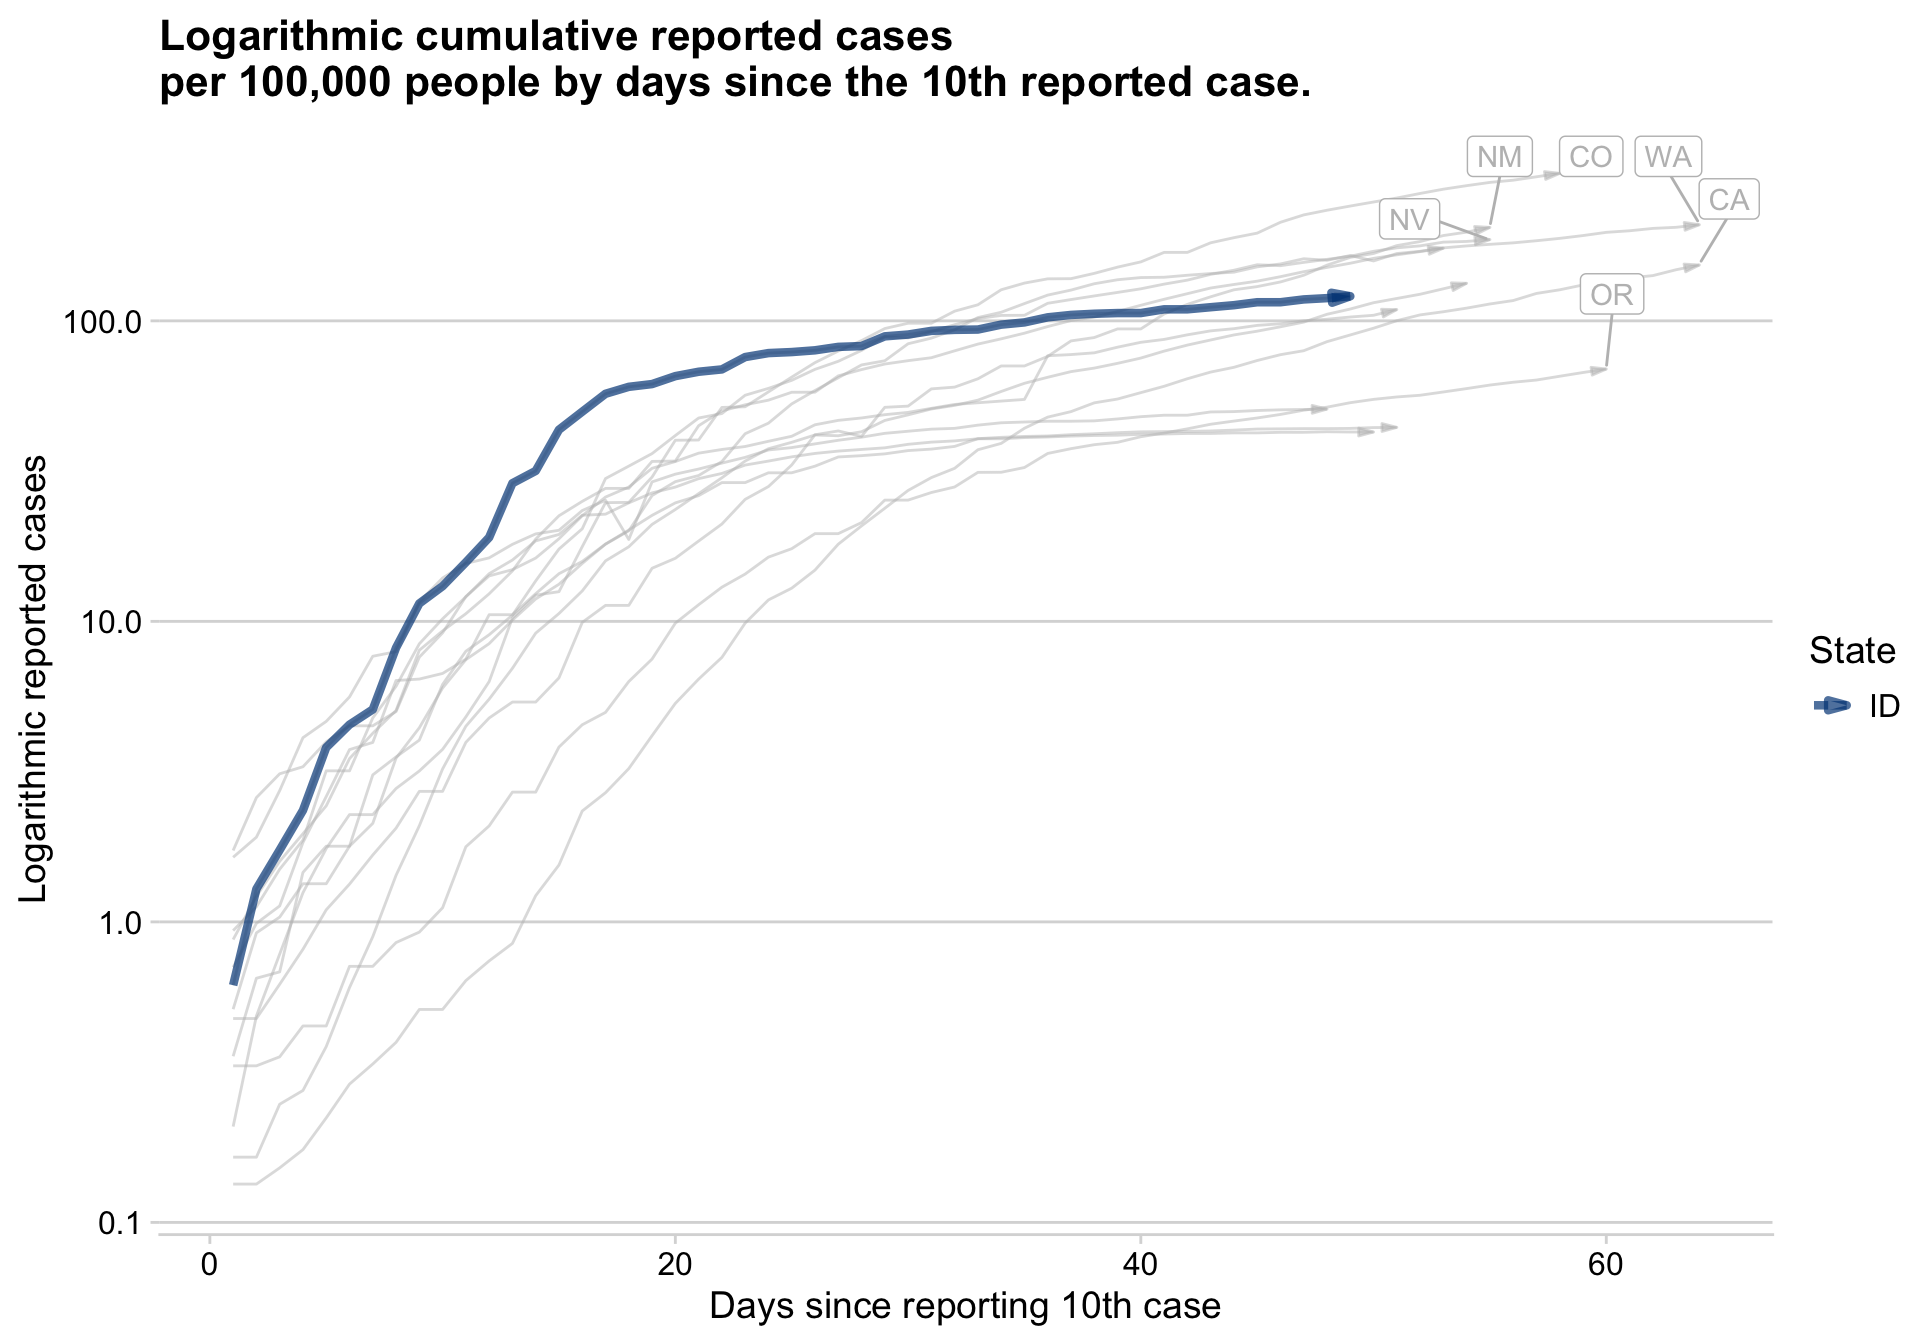 Logarithmic cumulative reported cases
per 100,000 people by days since the 10th reported case.
NM
CO
WA
CA
NV
OR
100.0
10.0
1.0
0.1
Logarithmic reported cases
0
20
40
60
Days since reporting 10th case
State
ID